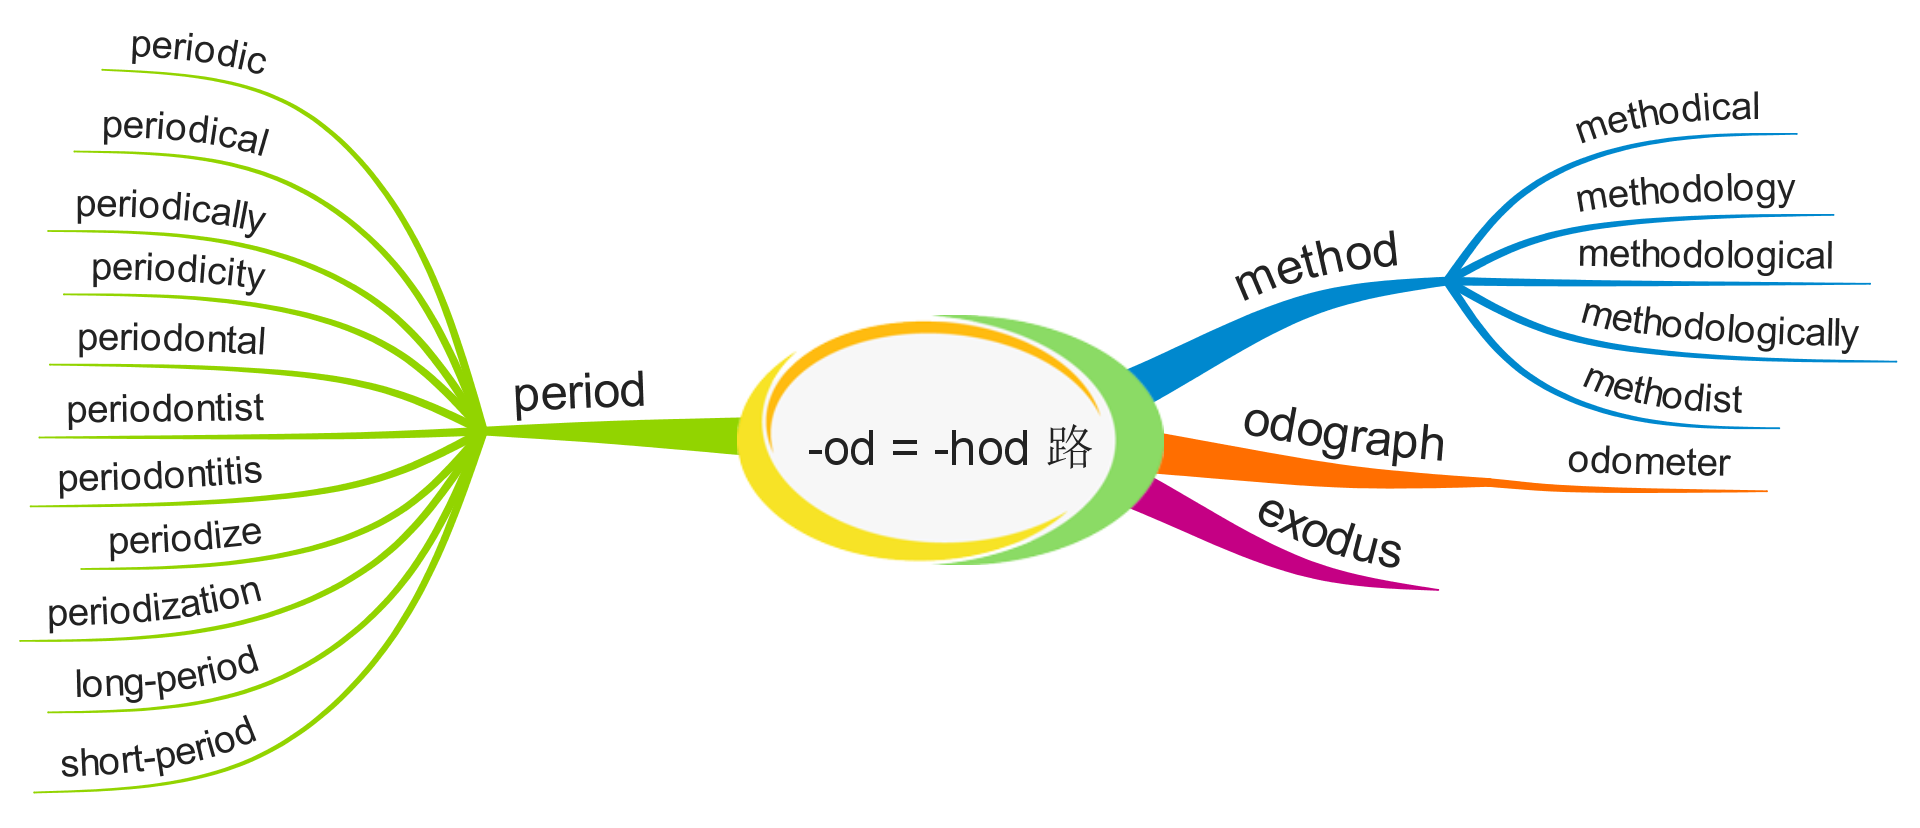 -od = -hod 路
period
periodic
periodical
periodically
periodicity
periodontal
periodontist
periodontitis
periodize
periodization
long-period
short-period
method
methodical
methodology
methodological
methodologically
methodist
odograph
odometer
exodus